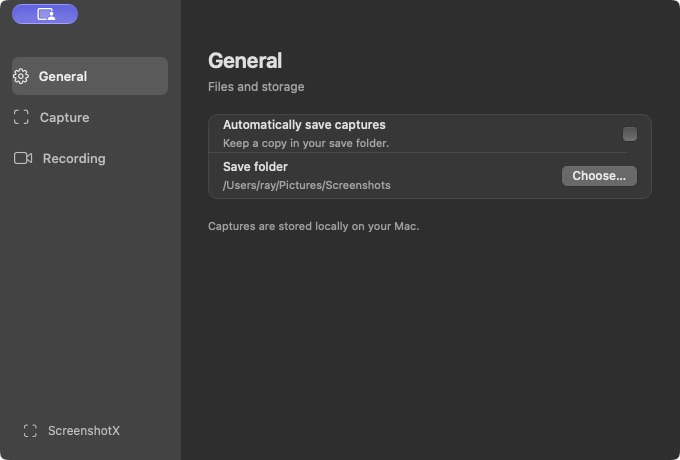 General
Capture
Recording
ScreenshotX
General
Files and storage
Automatically save captures
Keep a copy in your save folder.
Save folder
/Users/ray/Pictures/Screenshots
Choose...
Captures are stored locally on your Mac.